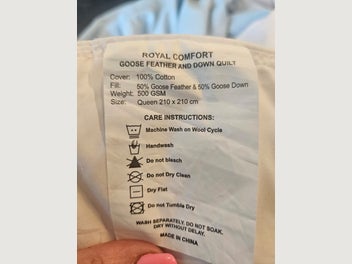 ROYAL COMFORT
GOOSE FEATHER AND DOWN QUILT
Cover: 100% Cotton
Fill: 50% Goose Feather & 50% Goose Down
Weight: 500 GSM
Size: Queen 210 x 210 cm
CARE INSTRUCTIONS:
Machine Wash on Wool Cycle
Handwash
Do not bleach
Do not Dry Clean
Dry Flat
Do not Tumble Dry
WASH SEPARATELY. DO NOT SOAK.
DRY WITHOUT DELAY.
MADE IN CHINA